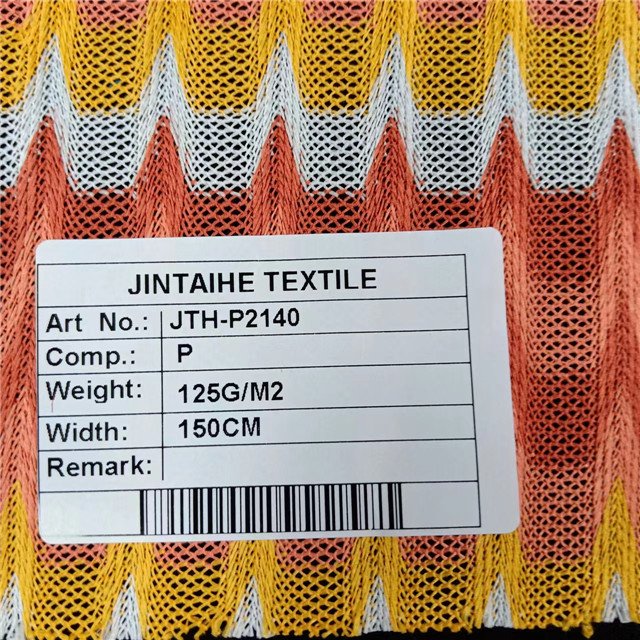 JINTAIHE TEXTILE
Art No.: JTH-P2140
Comp.: P
Weight: 125G/M2
Width: 150CM
Remark: